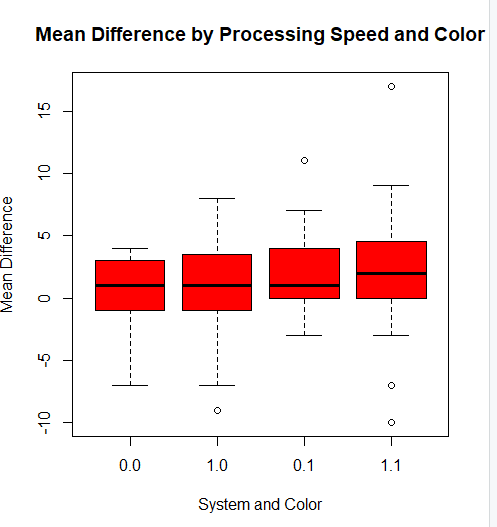 Mean Difference by Processing Speed and Color
15
10
5
0
-5
-10
Mean Difference
0.0 1.0 0.1 1.1
System and Color